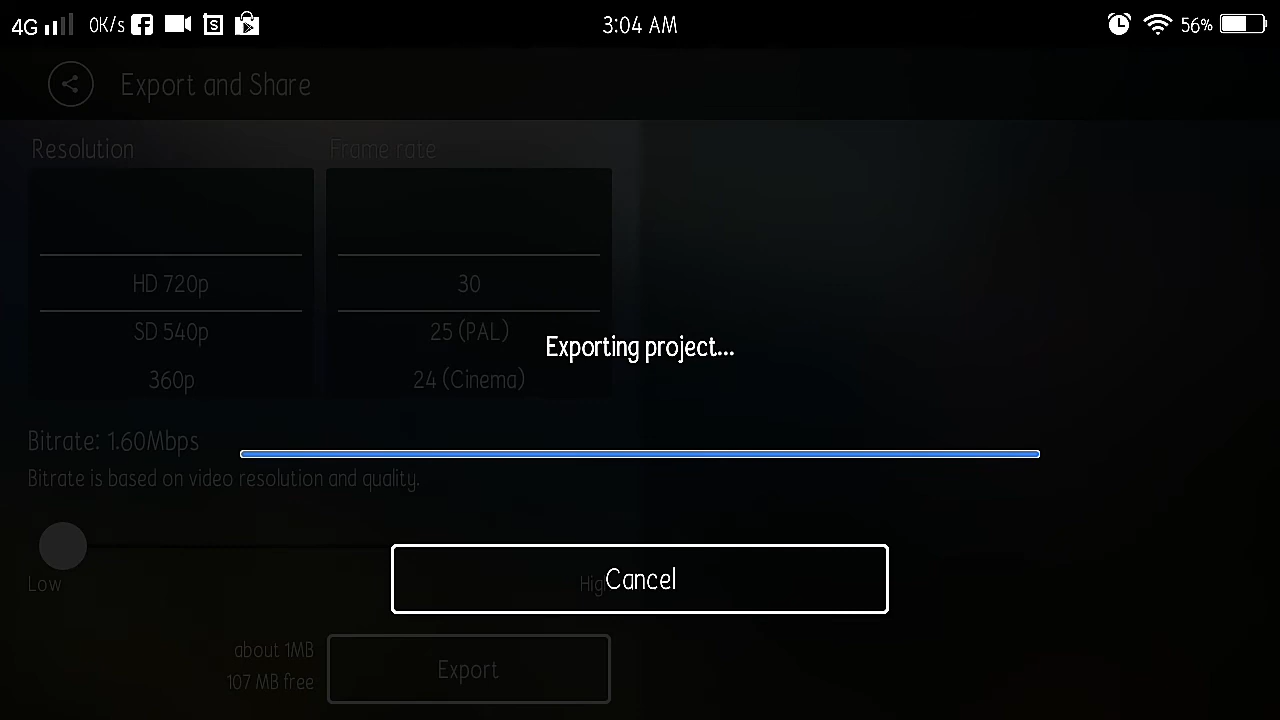 4G 0K/s 3:04 AM 56%
Export and Share
Resolution Frame rate
HD 720p 30
SD 540p 25 (PAL)
Exporting project...
360p 24 (Cinema)
Bitrate: 1.60Mbps
Bitrate is based on video resolution and quality.
Cancel
Low
about 1MB
107 MB free
Export